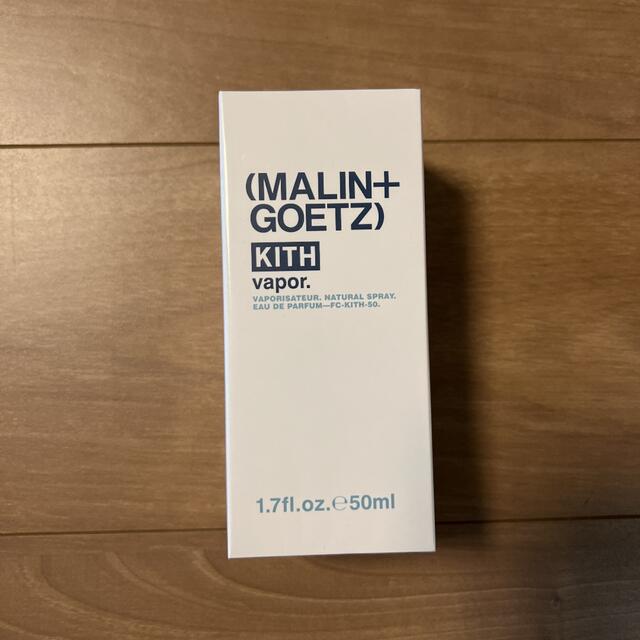 (MALIN+
GOETZ)
KITH
vapor.
VAPORISATEUR. NATURAL SPRAY.
EAU DE PARFUM—FC-KITH-50.
1.7fl.oz.℮50ml